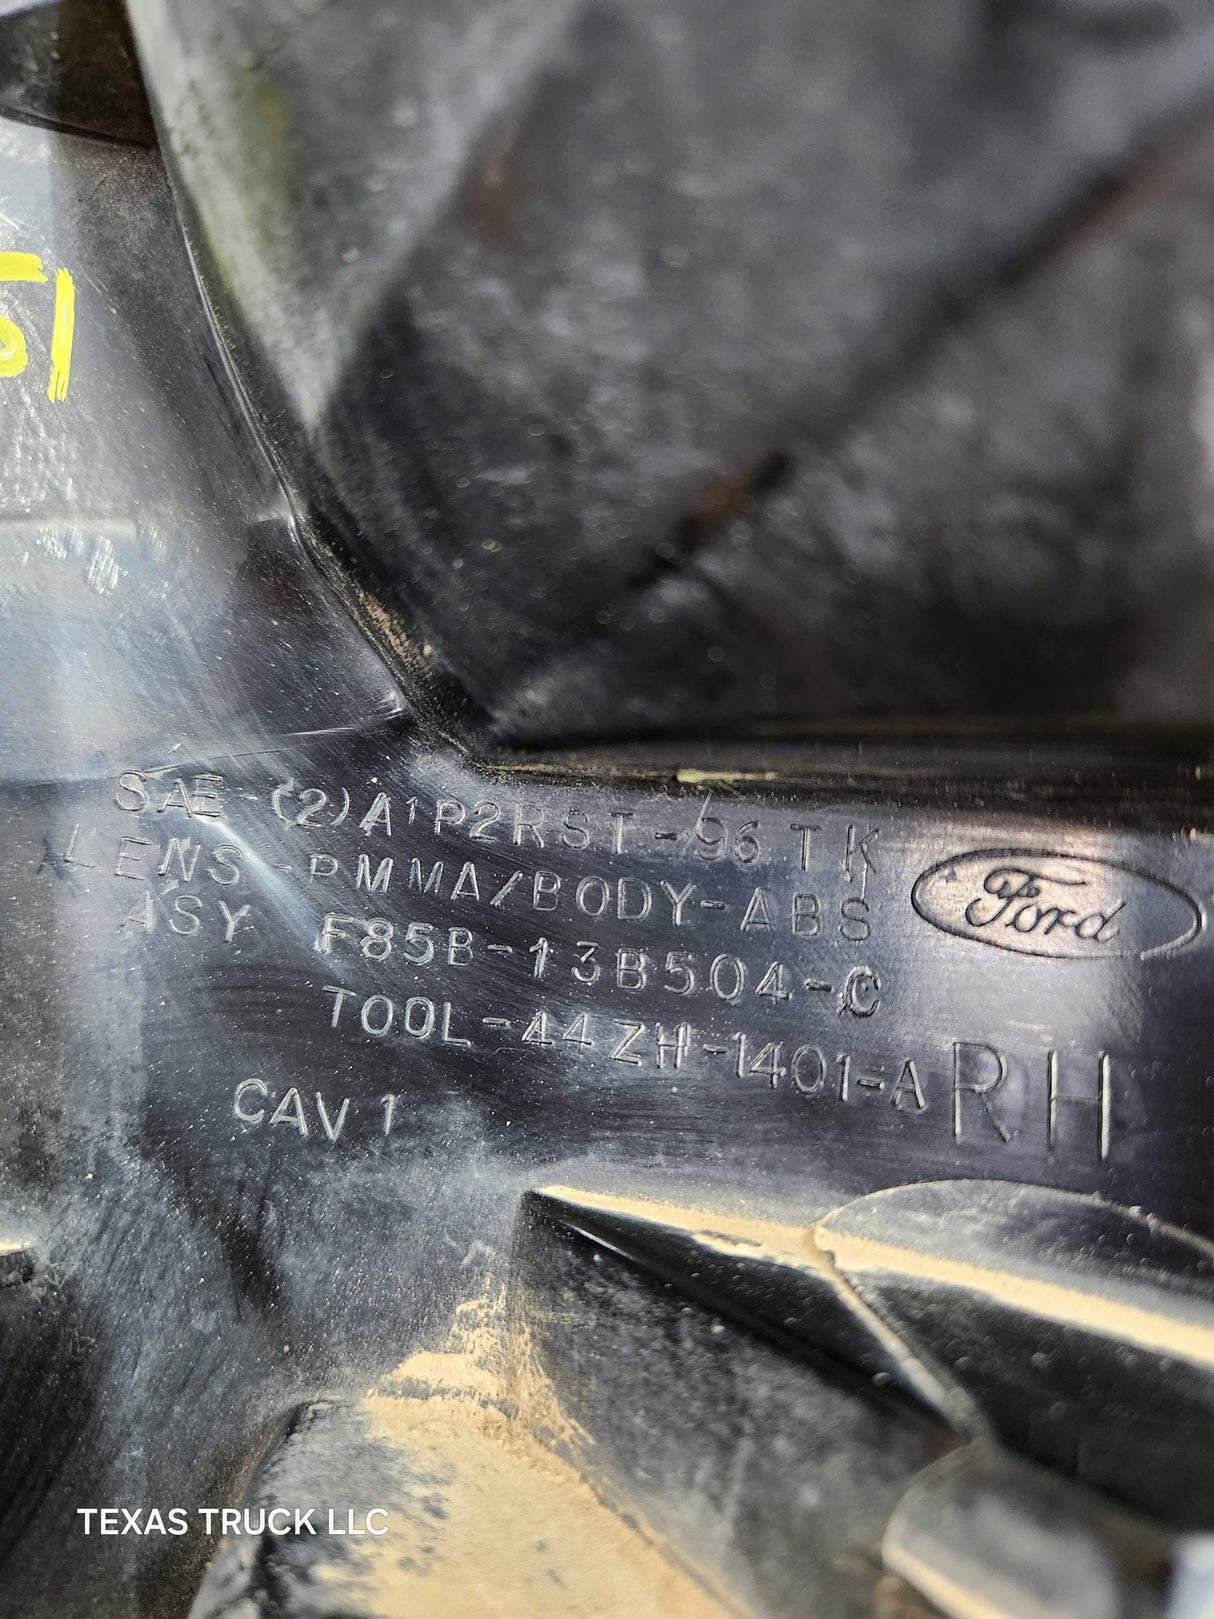 51
SAE-(2)A1P2RST-96 TK
LENS-PMMA/BODY-ABS
Ford
ASY F85B-13B504-C
TOOL-44ZH-1401-A RH
CAV 1
TEXAS TRUCK LLC